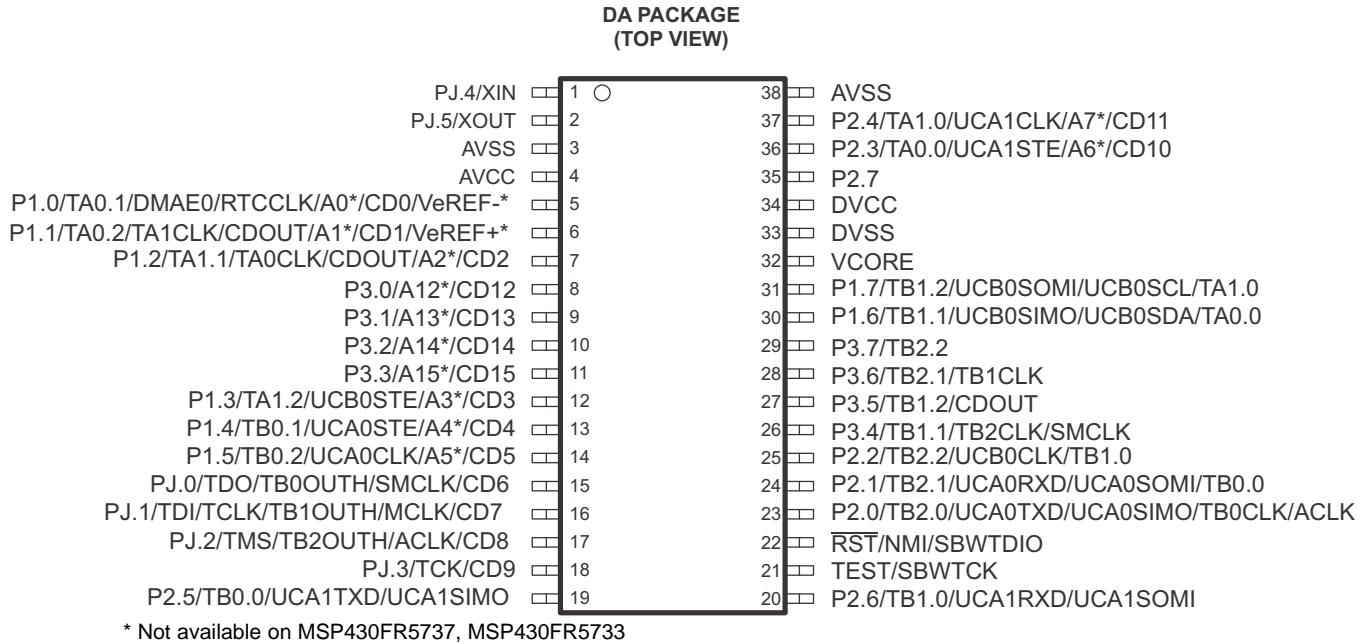 DA PACKAGE
(TOP VIEW)
PJ.4/XIN 1 38 AVSS
PJ.5/XOUT 2 37 P2.4/TA1.0/UCA1CLK/A7*/CD11
AVSS 3 36 P2.3/TA0.0/UCA1STE/A6*/CD10
AVCC 4 35 P2.7
P1.0/TA0.1/DMAE0/RTCCLK/A0*/CD0/VeREF-* 5 34 DVCC
P1.1/TA0.2/TA1CLK/CDOUT/A1*/CD1/VeREF+* 6 33 DVSS
P1.2/TA1.1/TA0CLK/CDOUT/A2*/CD2 7 32 VCORE
P3.0/A12*/CD12 8 31 P1.7/TB1.2/UCB0SOMI/UCB0SCL/TA1.0
P3.1/A13*/CD13 9 30 P1.6/TB1.1/UCB0SIMO/UCB0SDA/TA0.0
P3.2/A14*/CD14 10 29 P3.7/TB2.2
P3.3/A15*/CD15 11 28 P3.6/TB2.1/TB1CLK
P1.3/TA1.2/UCB0STE/A3*/CD3 12 27 P3.5/TB1.2/CDOUT
P1.4/TB0.1/UCA0STE/A4*/CD4 13 26 P3.4/TB1.1/TB2CLK/SMCLK
P1.5/TB0.2/UCA0CLK/A5*/CD5 14 25 P2.2/TB2.2/UCB0CLK/TB1.0
PJ.0/TDO/TB0OUTH/SMCLK/CD6 15 24 P2.1/TB2.1/UCA0RXD/UCA0SOMI/TB0.0
PJ.1/TDI/TCLK/TB1OUTH/MCLK/CD7 16 23 P2.0/TB2.0/UCA0TXD/UCA0SIMO/TB0CLK/ACLK
PJ.2/TMS/TB2OUTH/ACLK/CD8 17 22 RST/NMI/SBWTDIO
PJ.3/TCK/CD9 18 21 TEST/SBWTCK
P2.5/TB0.0/UCA1TXD/UCA1SIMO 19 20 P2.6/TB1.0/UCA1RXD/UCA1SOMI
* Not available on MSP430FR5737, MSP430FR5733